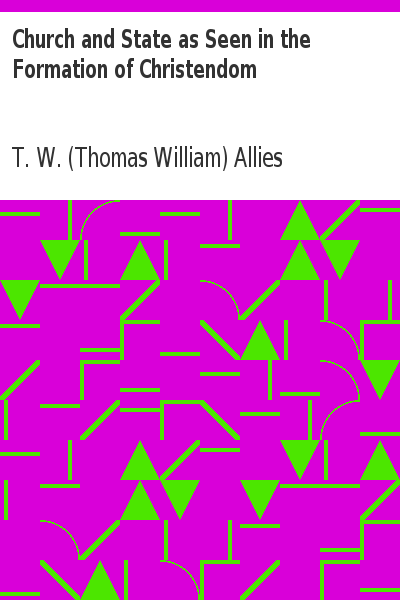 Church and State as Seen in the
Formation of Christendom
T. W. (Thomas William) Allies